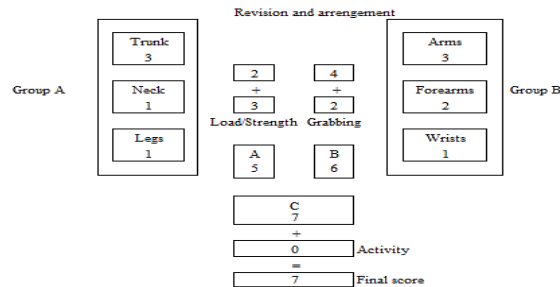 Revision and arrangement
Group A
Trunk
3
Neck
1
Legs
1
2
+
3
Load/Strength
4
+
2
Grabbing
Arms
3
Forearms
2
Wrists
1
Group B
A
5
B
6
C
7
+
0 Activity
=
7 Final score